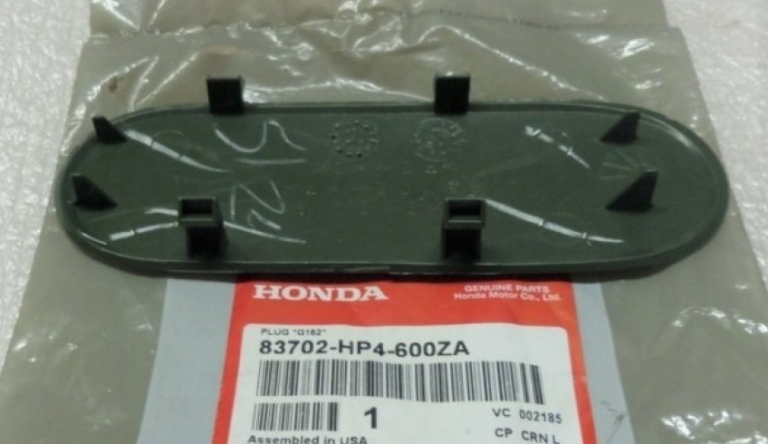 5124
HONDA
GENUINE PARTS
Honda Motor Co., Ltd.
PLUG "G162"
83702-HP4-600ZA
1
VC 002185
CP CRN L
Assembled in USA